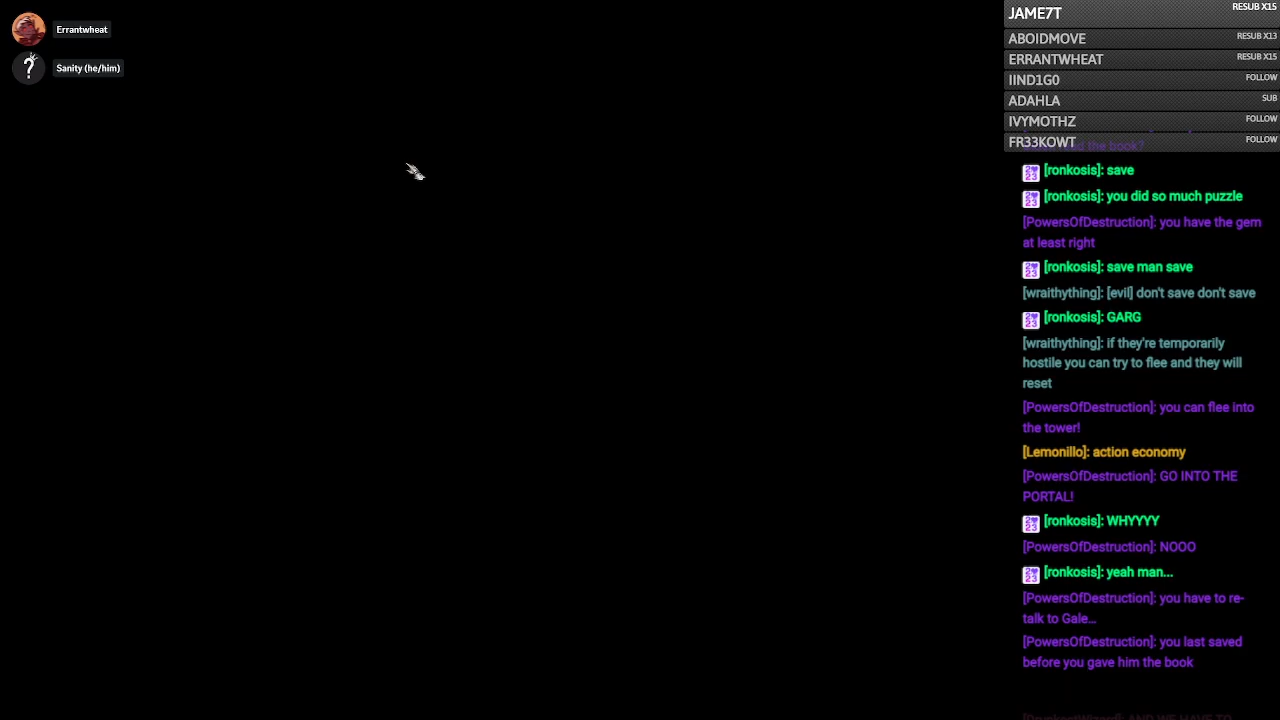 Errantwheat
Sanity (he/him)
JAME7T RESUB X15
ABOIDMOVE RESUB X13
ERRANTWHEAT RESUB X15
IIND1G0 FOLLOW
ADAHLA SUB
IVYMOTHZ FOLLOW
FR33KOWT FOLLOW
the book?
[ronkosis]: save
[ronkosis]: you did so much puzzle
[PowersOfDestruction]: you have the gem
at least right
[ronkosis]: save man save
[wraithything]: [evil] don't save don't save
[ronkosis]: GARG
[wraithything]: if they're temporarily
hostile you can try to flee and they will
reset
[PowersOfDestruction]: you can flee into
the tower!
[Lemonillo]: action economy
[PowersOfDestruction]: GO INTO THE
PORTAL!
[ronkosis]: WHYYYY
[PowersOfDestruction]: NOOO
[ronkosis]: yeah man...
[PowersOfDestruction]: you have to re-
talk to Gale...
[PowersOfDestruction]: you last saved
before you gave him the book